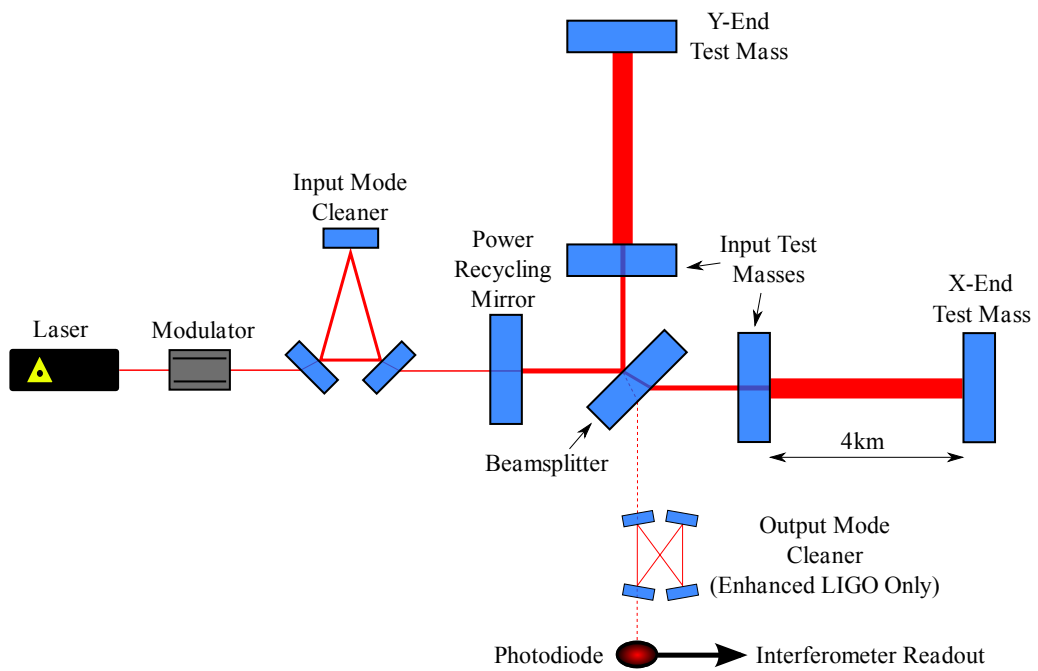 Y-End
Test Mass
Input Mode
Cleaner
Power
Recycling
Mirror
Input Test
Masses
X-End
Test Mass
Laser
Modulator
Beamsplitter
4km
Output Mode
Cleaner
(Enhanced LIGO Only)
Photodiode
Interferometer Readout